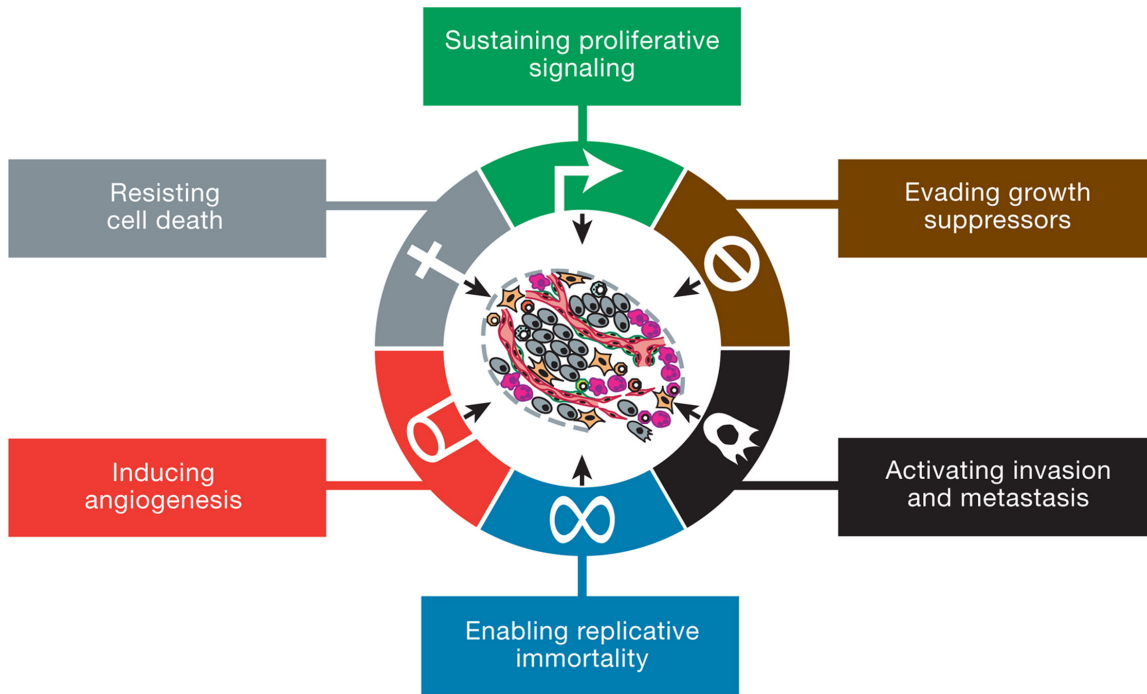 Sustaining proliferative
signaling
Resisting
cell death
Evading growth
suppressors
Inducing
angiogenesis
Activating invasion
and metastasis
Enabling replicative
immortality